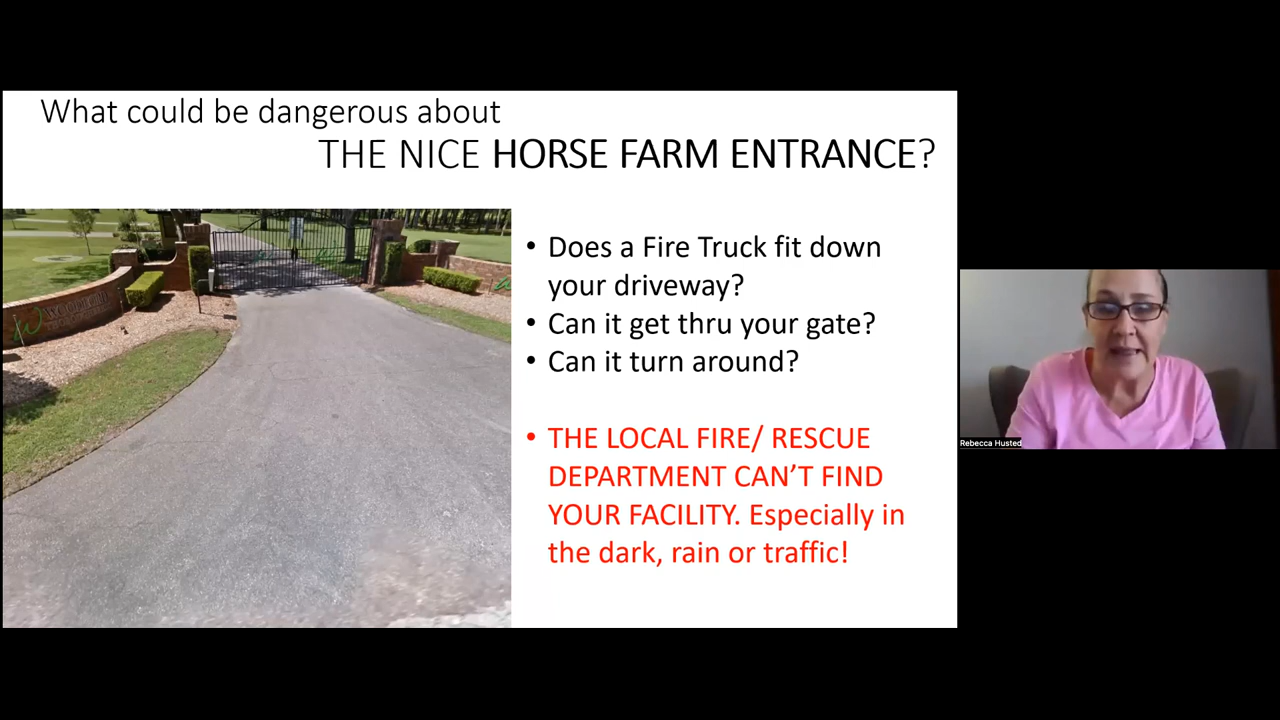 What could be dangerous about
THE NICE HORSE FARM ENTRANCE?
• Does a Fire Truck fit down
your driveway?
• Can it get thru your gate?
• Can it turn around?
• THE LOCAL FIRE/ RESCUE
DEPARTMENT CAN’T FIND
YOUR FACILITY. Especially in
the dark, rain or traffic!
Rebecca Husted